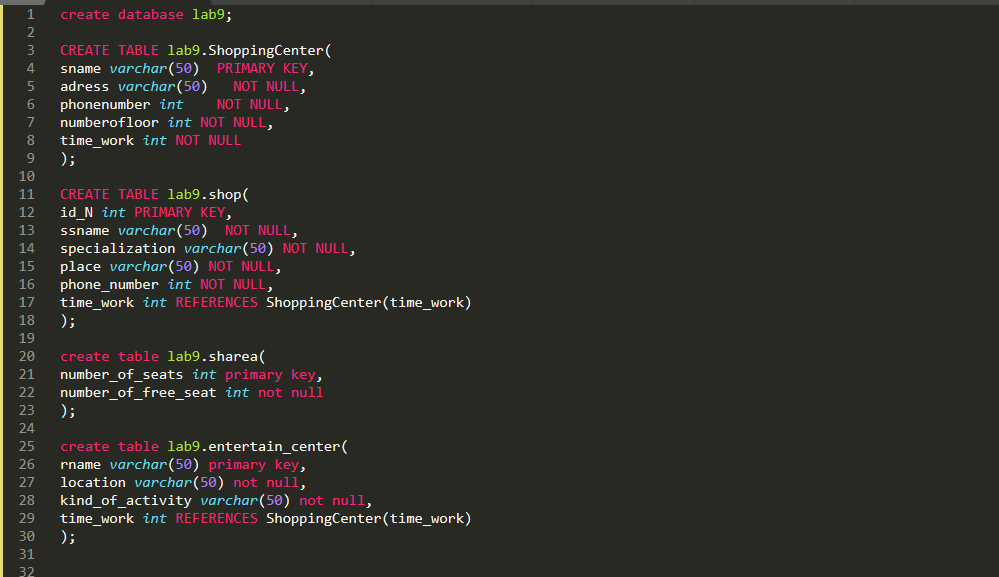 1 create database lab9;
2
3 CREATE TABLE lab9.ShoppingCenter(
4 sname varchar(50)  PRIMARY KEY,
5 adress varchar(50)   NOT NULL,
6 phonenumber int    NOT NULL,
7 numberofloor int NOT NULL,
8 time_work int NOT NULL
9 );
10
11 CREATE TABLE lab9.shop(
12 id_N int PRIMARY KEY,
13 ssname varchar(50)  NOT NULL,
14 specialization varchar(50) NOT NULL,
15 place varchar(50) NOT NULL,
16 phone_number int NOT NULL,
17 time_work int REFERENCES ShoppingCenter(time_work)
18 );
19
20 create table lab9.sharea(
21 number_of_seats int primary key,
22 number_of_free_seat int not null
23 );
24
25 create table lab9.entertain_center(
26 rname varchar(50) primary key,
27 location varchar(50) not null,
28 kind_of_activity varchar(50) not null,
29 time_work int REFERENCES ShoppingCenter(time_work)
30 );
31
32